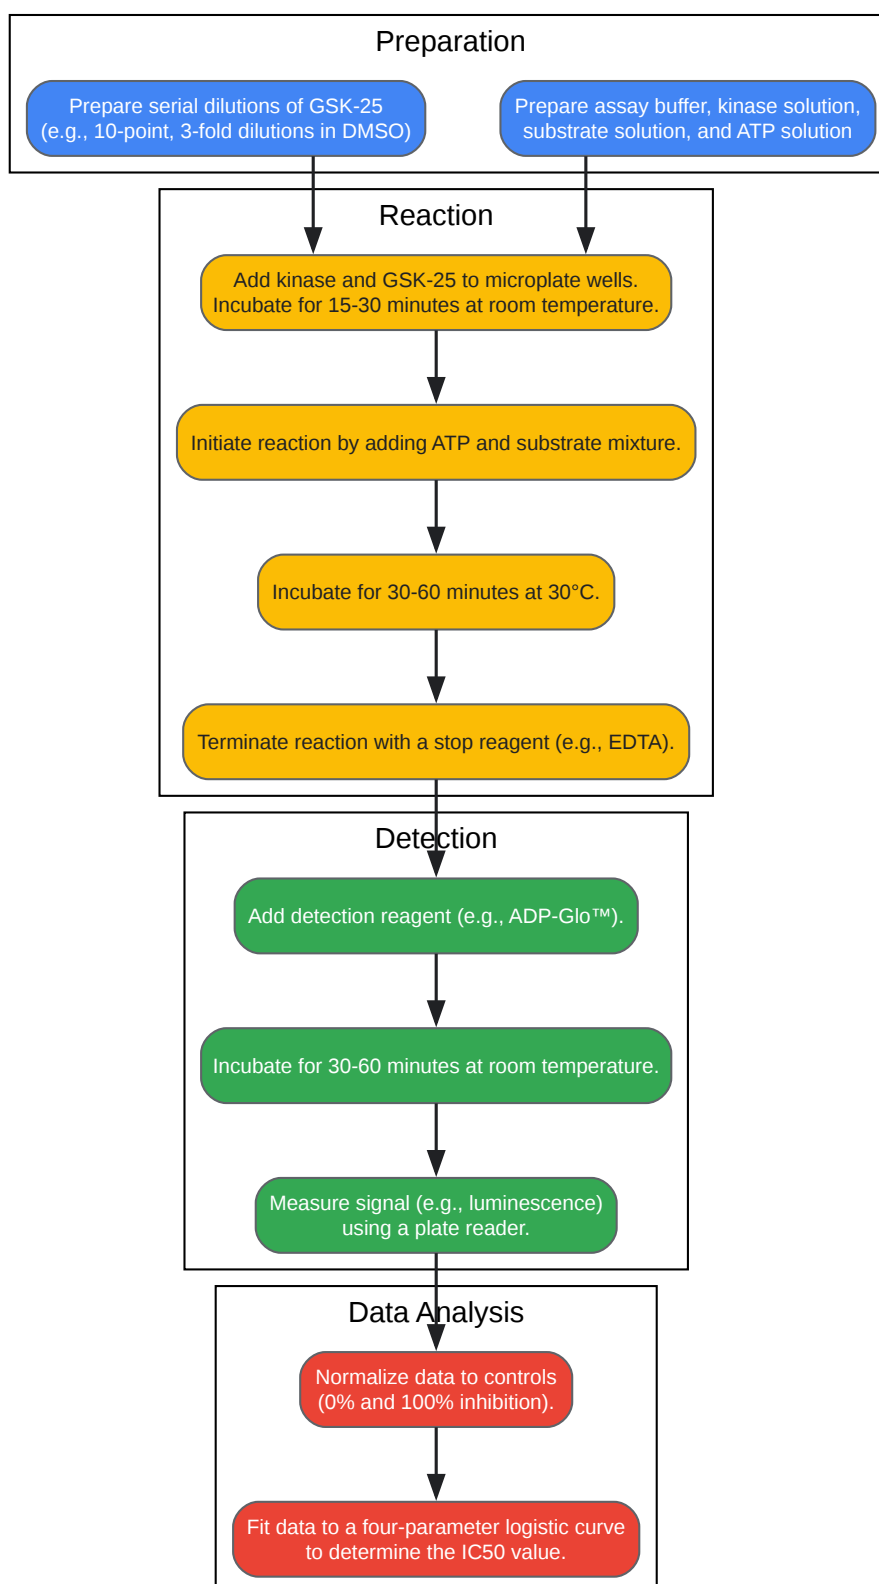 Preparation
Prepare serial dilutions of GSK-25
(e.g., 10-point, 3-fold dilutions in DMSO)
Prepare assay buffer, kinase solution,
substrate solution, and ATP solution
Reaction
Add kinase and GSK-25 to microplate wells.
Incubate for 15-30 minutes at room temperature.
Initiate reaction by adding ATP and substrate mixture.
Incubate for 30-60 minutes at 30°C.
Terminate reaction with a stop reagent (e.g., EDTA).
Detection
Add detection reagent (e.g., ADP-Glo™).
Incubate for 30-60 minutes at room temperature.
Measure signal (e.g., luminescence)
using a plate reader.
Data Analysis
Normalize data to controls
(0% and 100% inhibition).
Fit data to a four-parameter logistic curve
to determine the IC50 value.